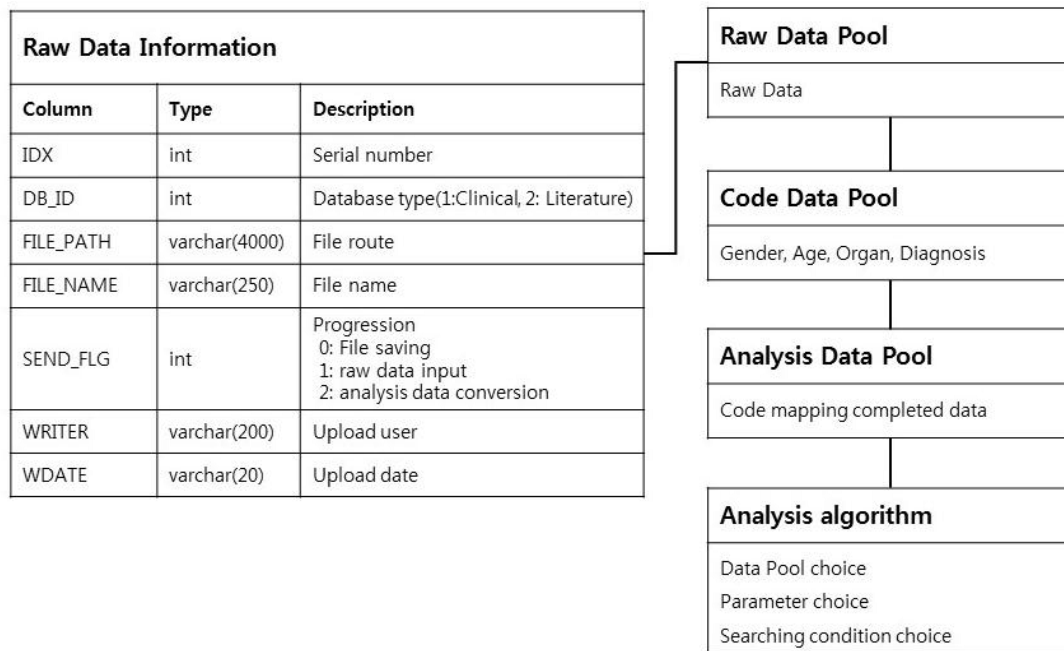 Raw Data Information
Column Type Description
IDX int Serial number
DB_ID int Database type(1:Clinical, 2: Literature)
FILE_PATH varchar(4000) File route
FILE_NAME varchar(250) File name
SEND_FLG int Progression
0: File saving
1: raw data input
2: analysis data conversion
WRITER varchar(200) Upload user
WDATE varchar(20) Upload date
Raw Data Pool
Raw Data
Code Data Pool
Gender, Age, Organ, Diagnosis
Analysis Data Pool
Code mapping completed data
Analysis algorithm
Data Pool choice
Parameter choice
Searching condition choice